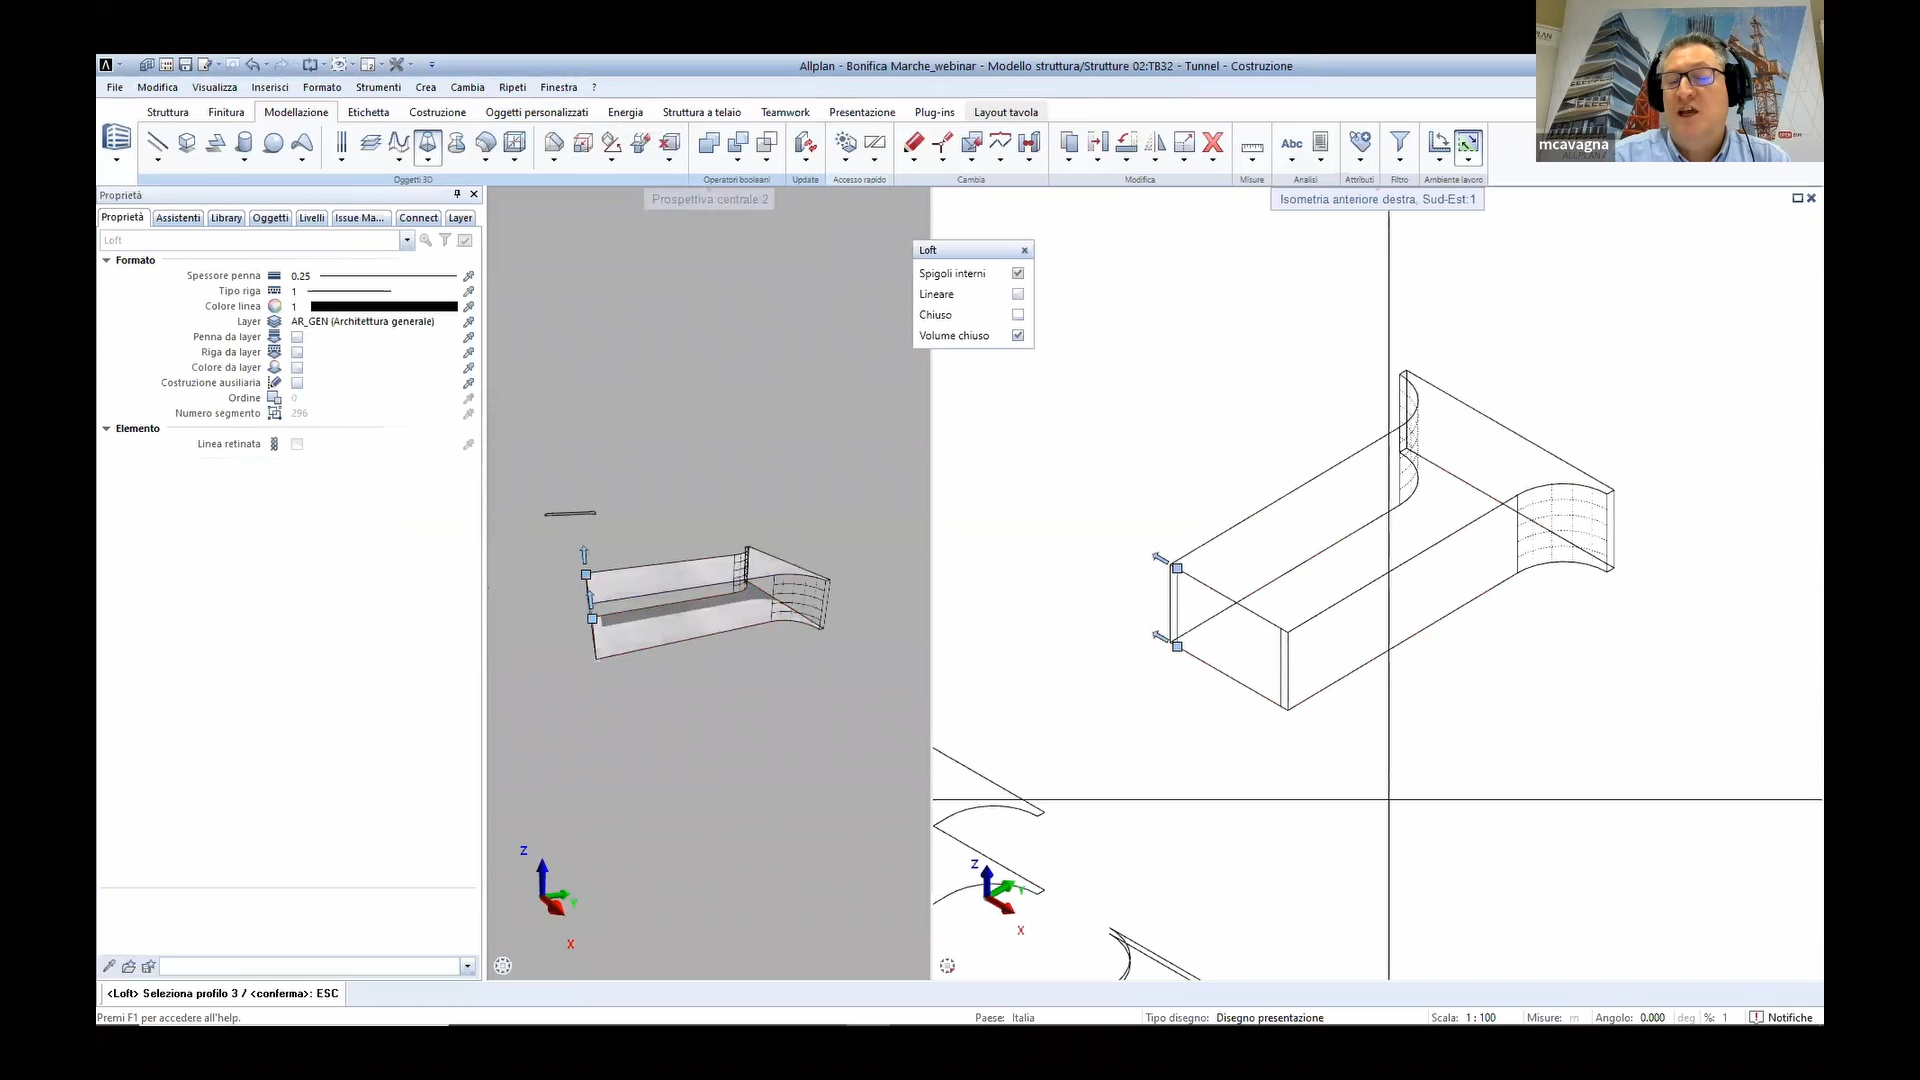 Allplan - Bonifica Marche_webinar - Modello struttura/Strutture 02:TB32 - Tunnel - Costruzione
File Modifica Visualizza Inserisci Formato Strumenti Crea Cambia Ripeti Finestra ?
Struttura Finitura Modellazione Etichetta Costruzione Oggetti personalizzati Energia Struttura a telaio Teamwork Presentazione Plug-ins Layout tavola
mcavagna
Abc
Oggetti 3D Operatori booleani Update Accesso rapido Cambia Modifica Misure Analisi Attributi Filtro Ambiente lavoro
Proprietà
Prospettiva centrale:2
Isometria anteriore destra, Sud-Est:1
Proprietà Assistenti Library Oggetti Livelli Issue Ma... Connect Layer
Loft
Formato
Spessore penna 0.25
Tipo riga 1
Colore linea 1
Layer AR_GEN (Architettura generale)
Penna da layer
Riga da layer
Colore da layer
Costruzione ausiliaria
Ordine 0
Numero segmento 296
Elemento
Linea retinata
Loft
Spigoli interni
Lineare
Chiuso
Volume chiuso
Z
Y
X
Z
Y
X
<Loft> Seleziona profilo 3 / <conferma>: ESC
Premi F1 per accedere all'help.
Paese: Italia Tipo disegno: Disegno presentazione Scala: 1 : 100 Misure: m Angolo: 0.000 deg %: 1 Notifiche